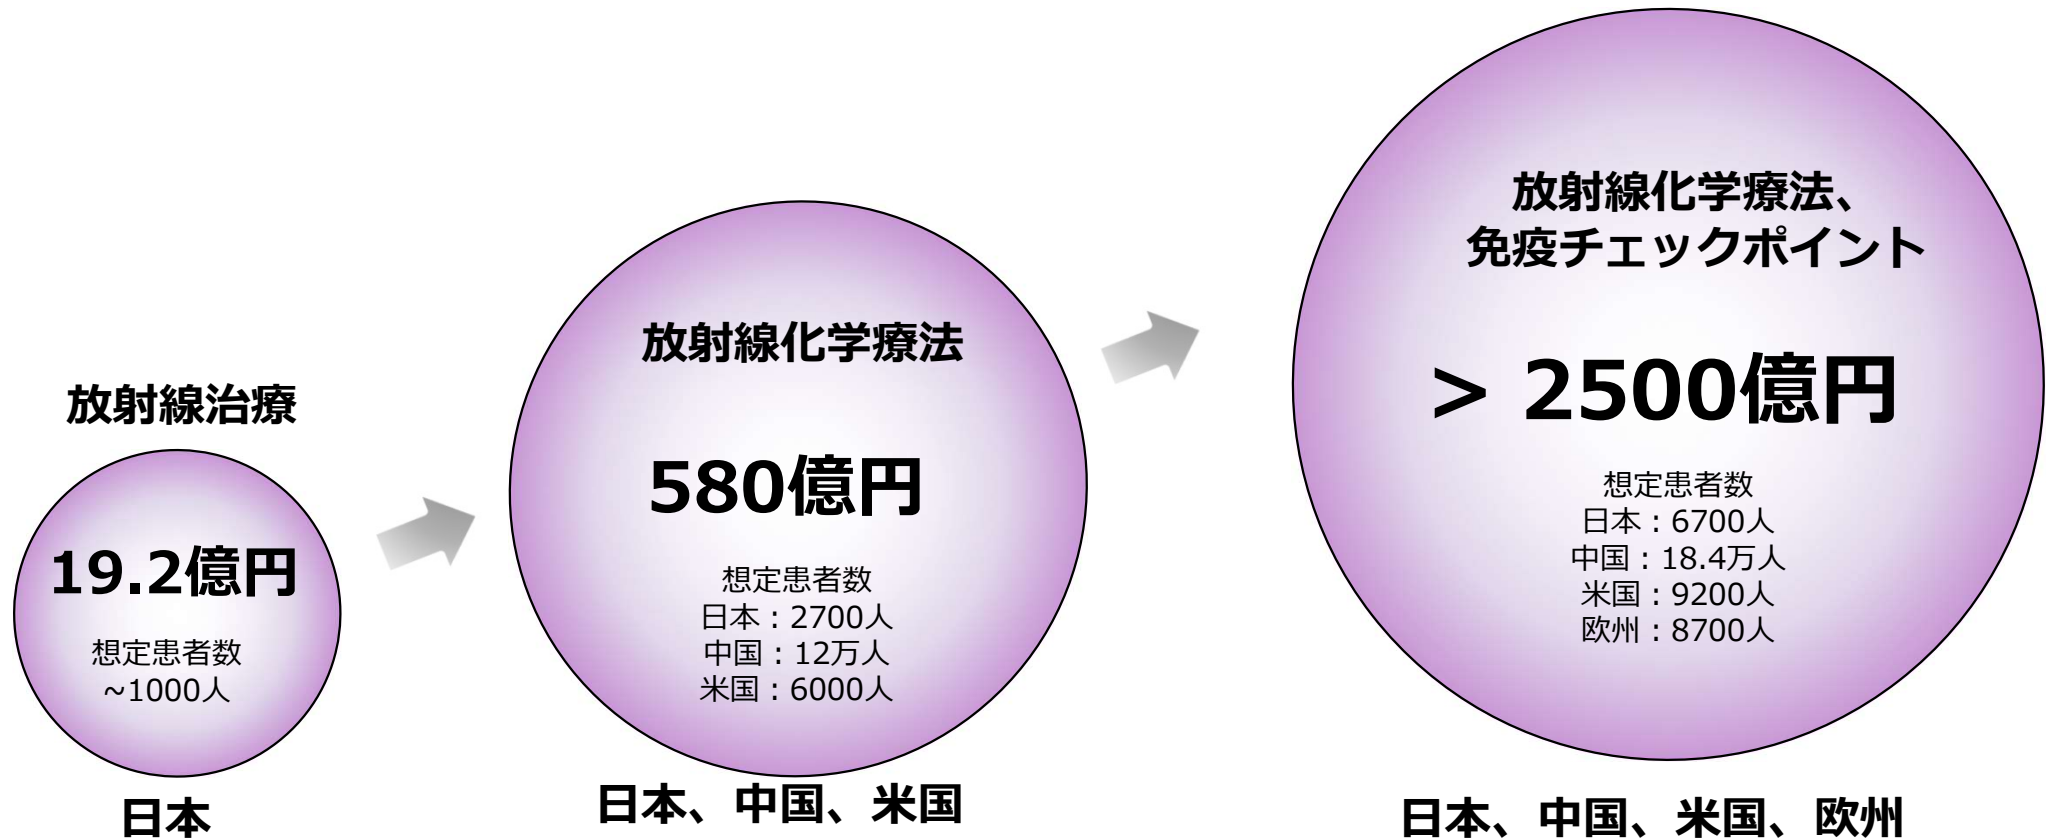 放射線治療
19.2億円
想定患者数
~1000人
日本
放射線化学療法
580億円
想定患者数
日本：2700人
中国：12万人
米国：6000人
日本、中国、米国
放射線化学療法、
免疫チェックポイント
> 2500億円
想定患者数
日本：6700人
中国：18.4万人
米国：9200人
欧州：8700人
日本、中国、米国、欧州